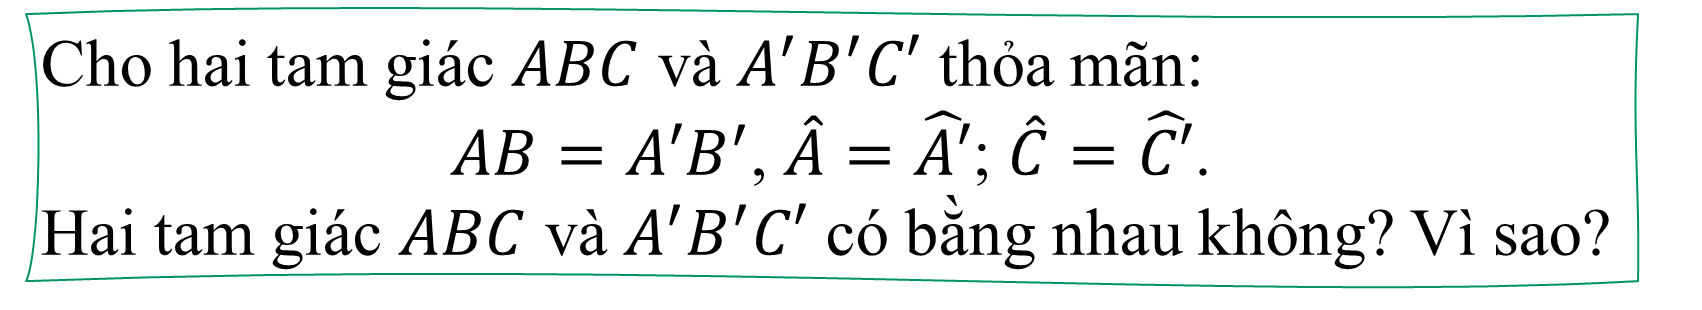 Cho hai tam giác ABC và A′B′C′ thỏa mãn:
AB = A′B′, Â = Â′; Ĉ = Ĉ′.
Hai tam giác ABC và A′B′C′ có bằng nhau không? Vì sao?